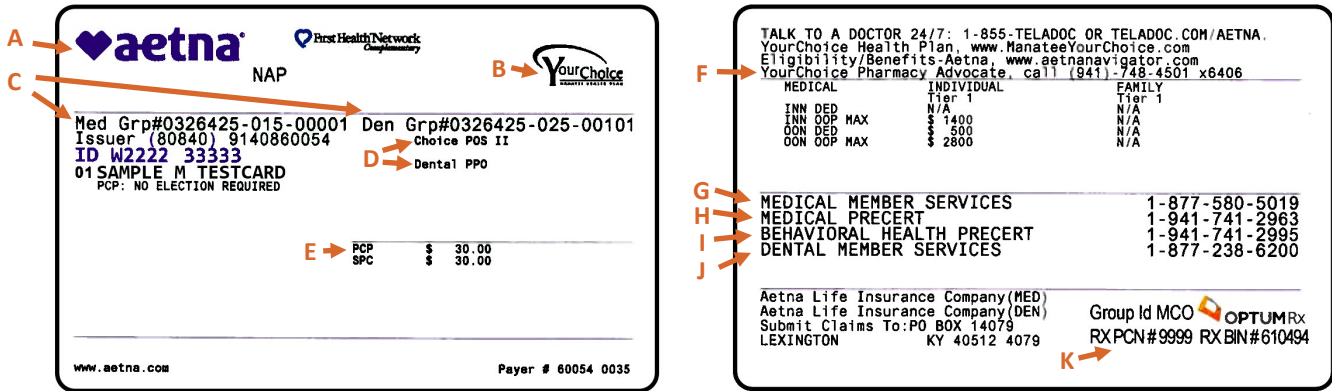 A
aetna
First Health Network
Complementary
B
YourChoice
MANATEE HEALTH PLAN
NAP
C
Med Grp#0326425-015-00001 Den Grp#0326425-025-00101
Issuer (80840) 9140860054
Choice POS II
ID W2222 33333
D
Dental PPO
01 SAMPLE M TESTCARD
PCP: NO ELECTION REQUIRED
E
PCP $ 30.00
SPC $ 30.00
www.aetna.com
Payer # 60054 0035
TALK TO A DOCTOR 24/7: 1-855-TELADOC OR TELADOC.COM/AETNA.
YourChoice Health Plan, www.ManateeYourChoice.com
Eligibility/Benefits-Aetna, www.aetnanavigator.com
F
YourChoice Pharmacy Advocate, call (941)-748-4501 x6406
MEDICAL INDIVIDUAL FAMILY
Tier 1 Tier 1
INN DED N/A N/A
INN OOP MAX $ 1400 N/A
OON DED $ 500 N/A
OON OOP MAX $ 2800 N/A
G
MEDICAL MEMBER SERVICES 1-877-580-5019
H
MEDICAL PRECERT 1-941-741-2963
I
BEHAVIORAL HEALTH PRECERT 1-941-741-2995
J
DENTAL MEMBER SERVICES 1-877-238-6200
Aetna Life Insurance Company(MED)
Aetna Life Insurance Company(DEN)
Submit Claims To:PO BOX 14079
LEXINGTON KY 40512 4079
Group Id MCO OPTUMRx
RX PCN # 9999 RX BIN # 610494
K